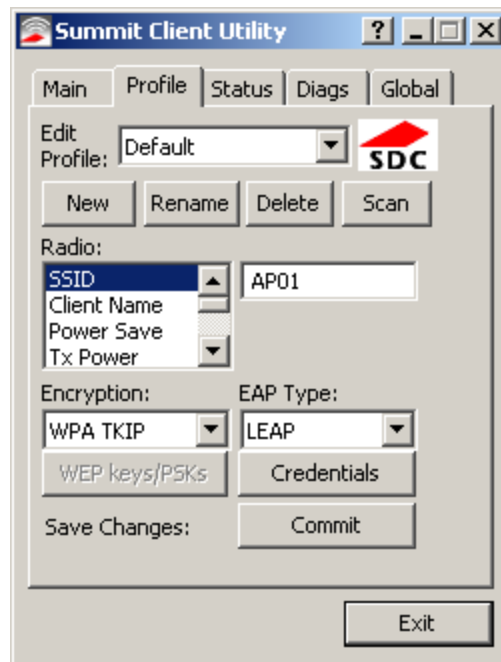 Summit Client Utility
Main Profile Status Diags Global
Edit
Profile: Default
SDC
New Rename Delete Scan
Radio:
SSID AP01
Client Name
Power Save
Tx Power
Encryption: EAP Type:
WPA TKIP LEAP
WEP keys/PSKs Credentials
Save Changes: Commit
Exit